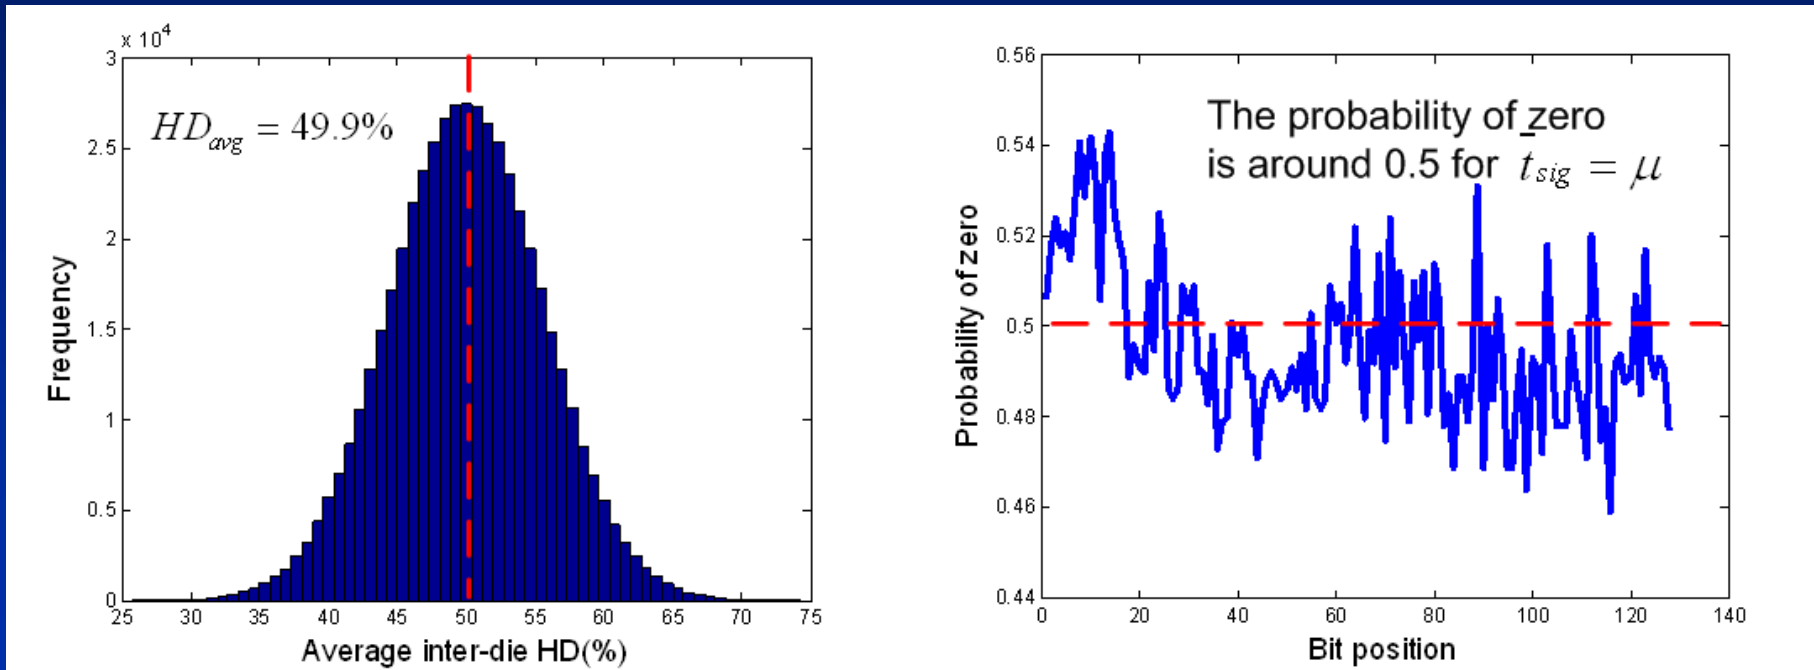 x 10^4
3
2.5
2
1.5
1
0.5
0
HD_avg = 49.9%
Frequency
25 30 35 40 45 50 55 60 65 70 75
Average inter-die HD(%)
0.56
0.54
0.52
0.5
0.48
0.46
0.44
The probability of zero
is around 0.5 for t_sig = μ
Probability of zero
0 20 40 60 80 100 120 140
Bit position